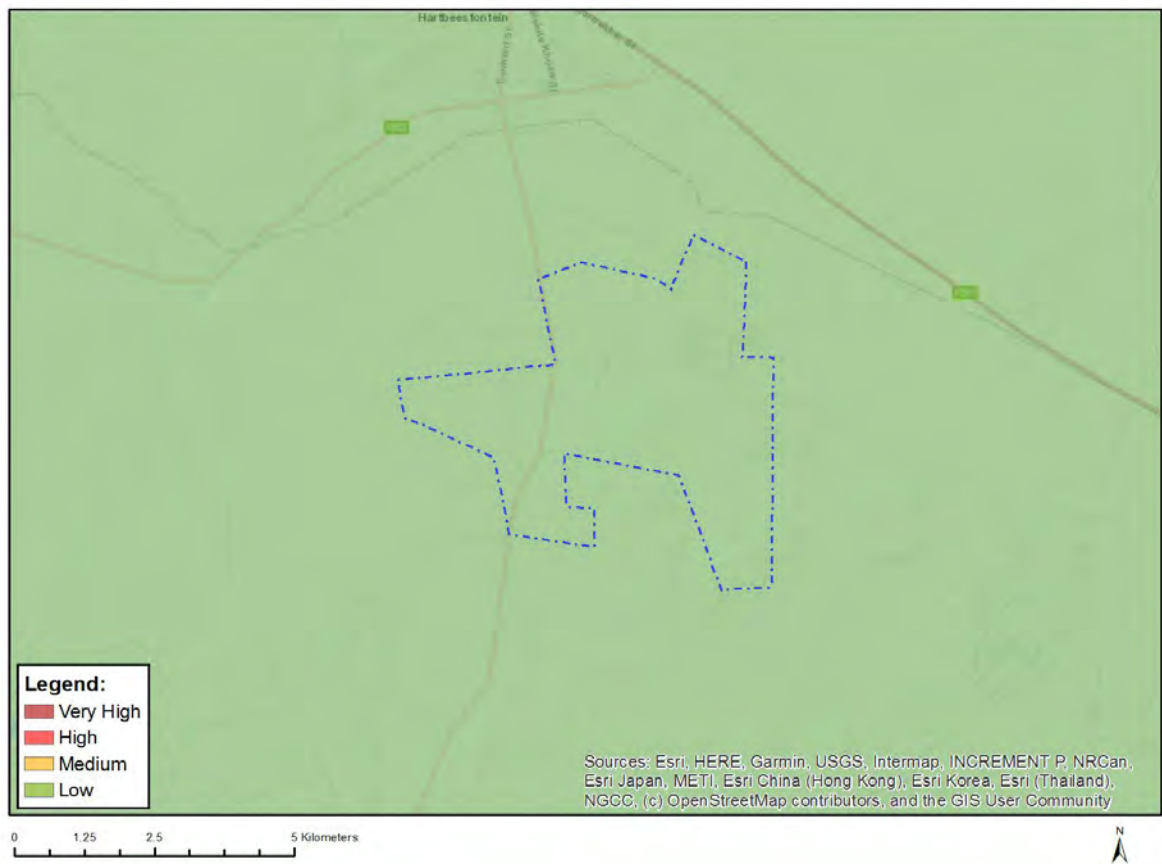 Hartbeesfontein
Legend:
Very High
High
Medium
Low
Sources: Esri, HERE, Garmin, USGS, Intermap, INCREMENT P, NRCan,
Esri Japan, METI, Esri China (Hong Kong), Esri Korea, Esri (Thailand),
NGCC, (c) OpenStreetMap contributors, and the GIS User Community
0 1.25 2.5 5 Kilometers
N